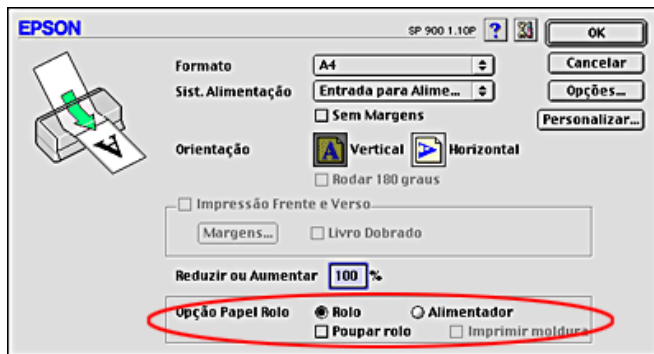 EPSON
SP 900 1.10P ? OK
Formato A4 Cancelar
Sist. Alimentação Entrada para Alime... Opções...
Sem Margens Personalizar...
Orientação Vertical Horizontal
Rodar 180 graus
Impressão Frente e Verso
Margens... Livro Dobrado
Reduzir ou Aumentar 100 %
Opção Papel Rolo Rolo Alimentador
Poupar rolo Imprimir moldura